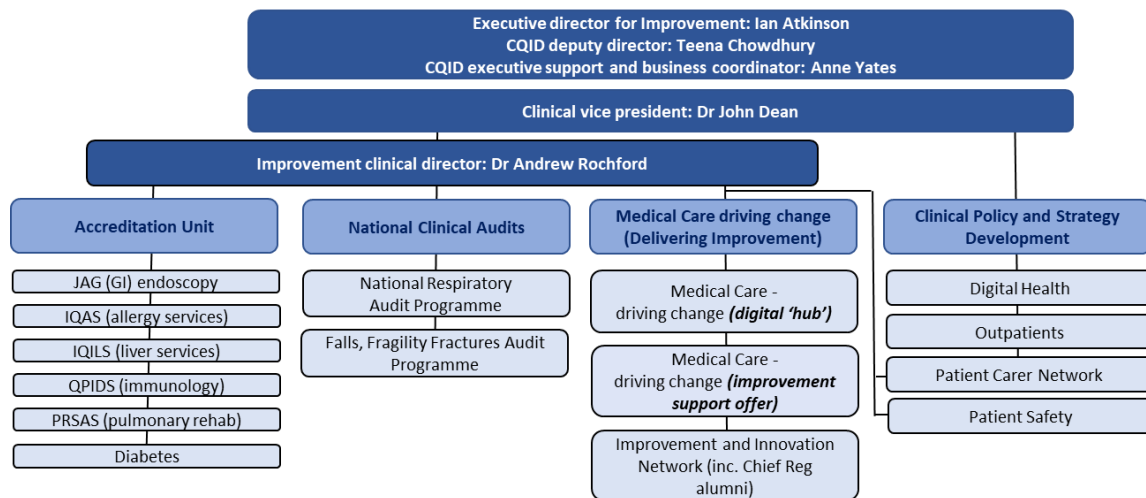 Executive director for Improvement: Ian Atkinson
CQID deputy director: Teena Chowdhury
CQID executive support and business coordinator: Anne Yates
Clinical vice president: Dr John Dean
Improvement clinical director: Dr Andrew Rochford
Accreditation Unit
JAG (GI) endoscopy
IQAS (allergy services)
IQILS (liver services)
QPIDS (immunology)
PRSAS (pulmonary rehab)
Diabetes
National Clinical Audits
National Respiratory
Audit Programme
Falls, Fragility Fractures Audit
Programme
Medical Care driving change
(Delivering Improvement)
Medical Care -
driving change (digital ‘hub’)
Medical Care -
driving change (improvement
support offer)
Improvement and Innovation
Network (inc. Chief Reg
alumni)
Clinical Policy and Strategy
Development
Digital Health
Outpatients
Patient Carer Network
Patient Safety